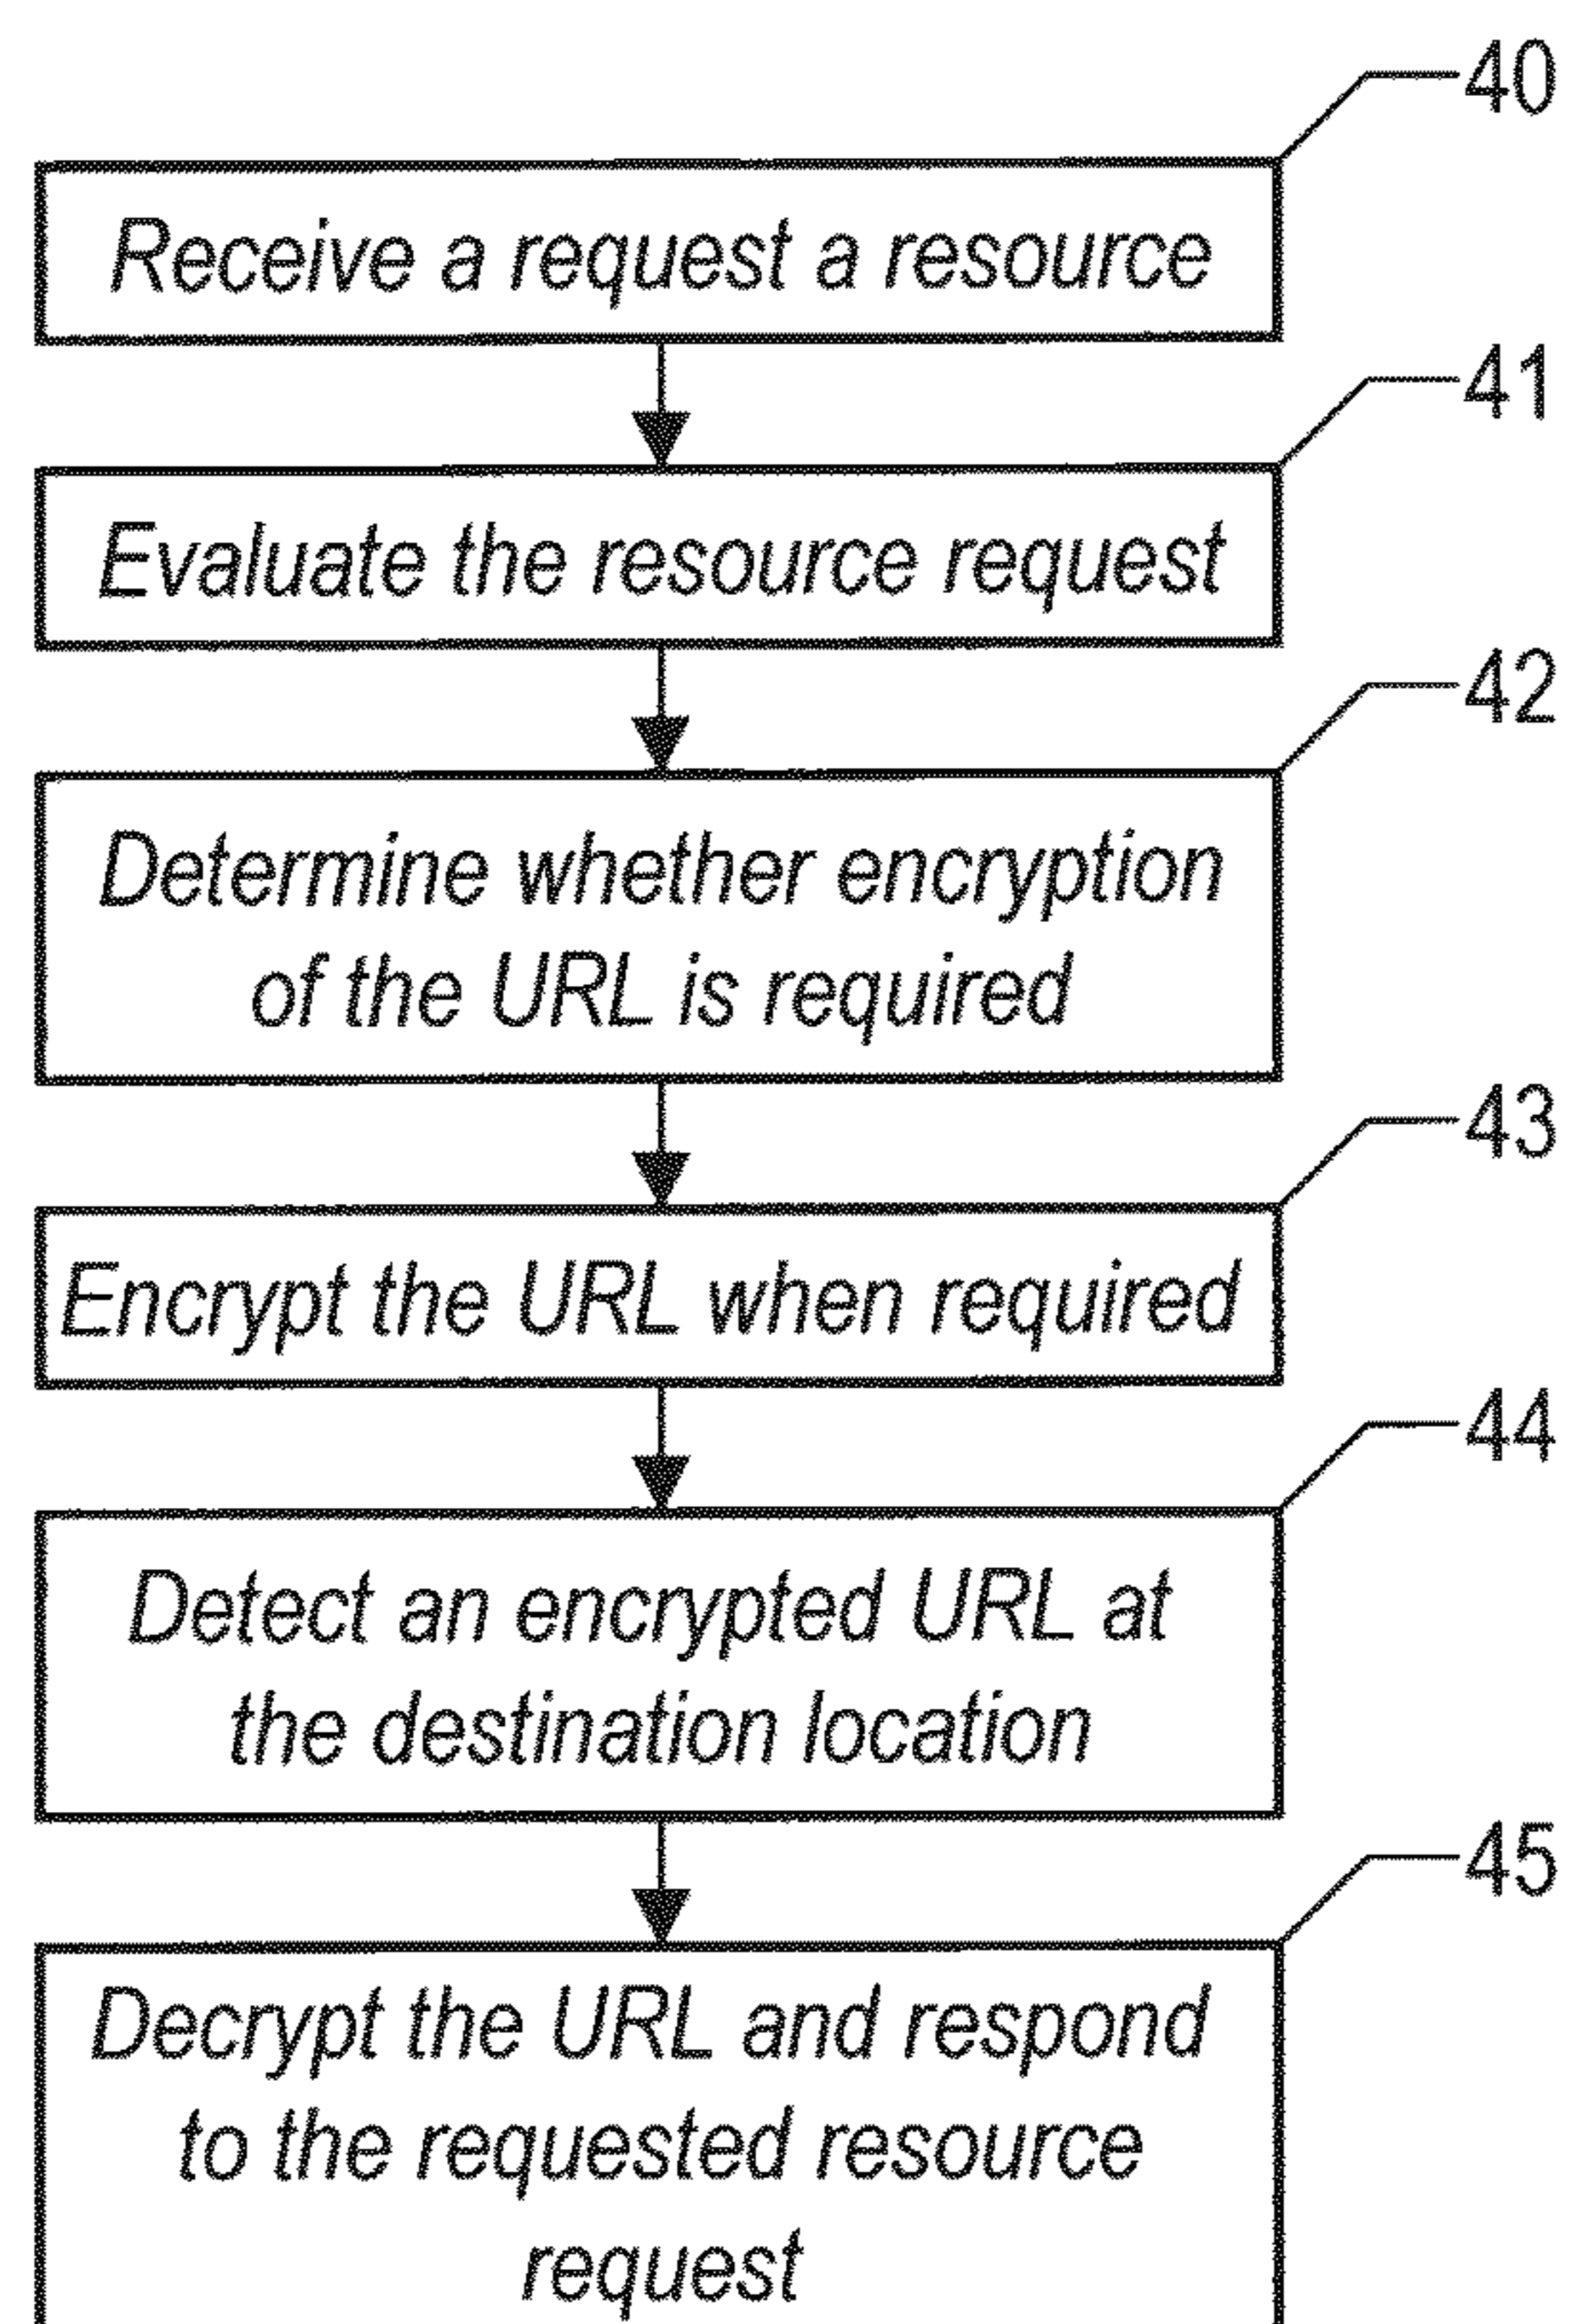 40
Receive a request a resource
41
Evaluate the resource request
42
Determine whether encryption
of the URL is required
43
Encrypt the URL when required
44
Detect an encrypted URL at
the destination location
45
Decrypt the URL and respond
to the requested resource
request